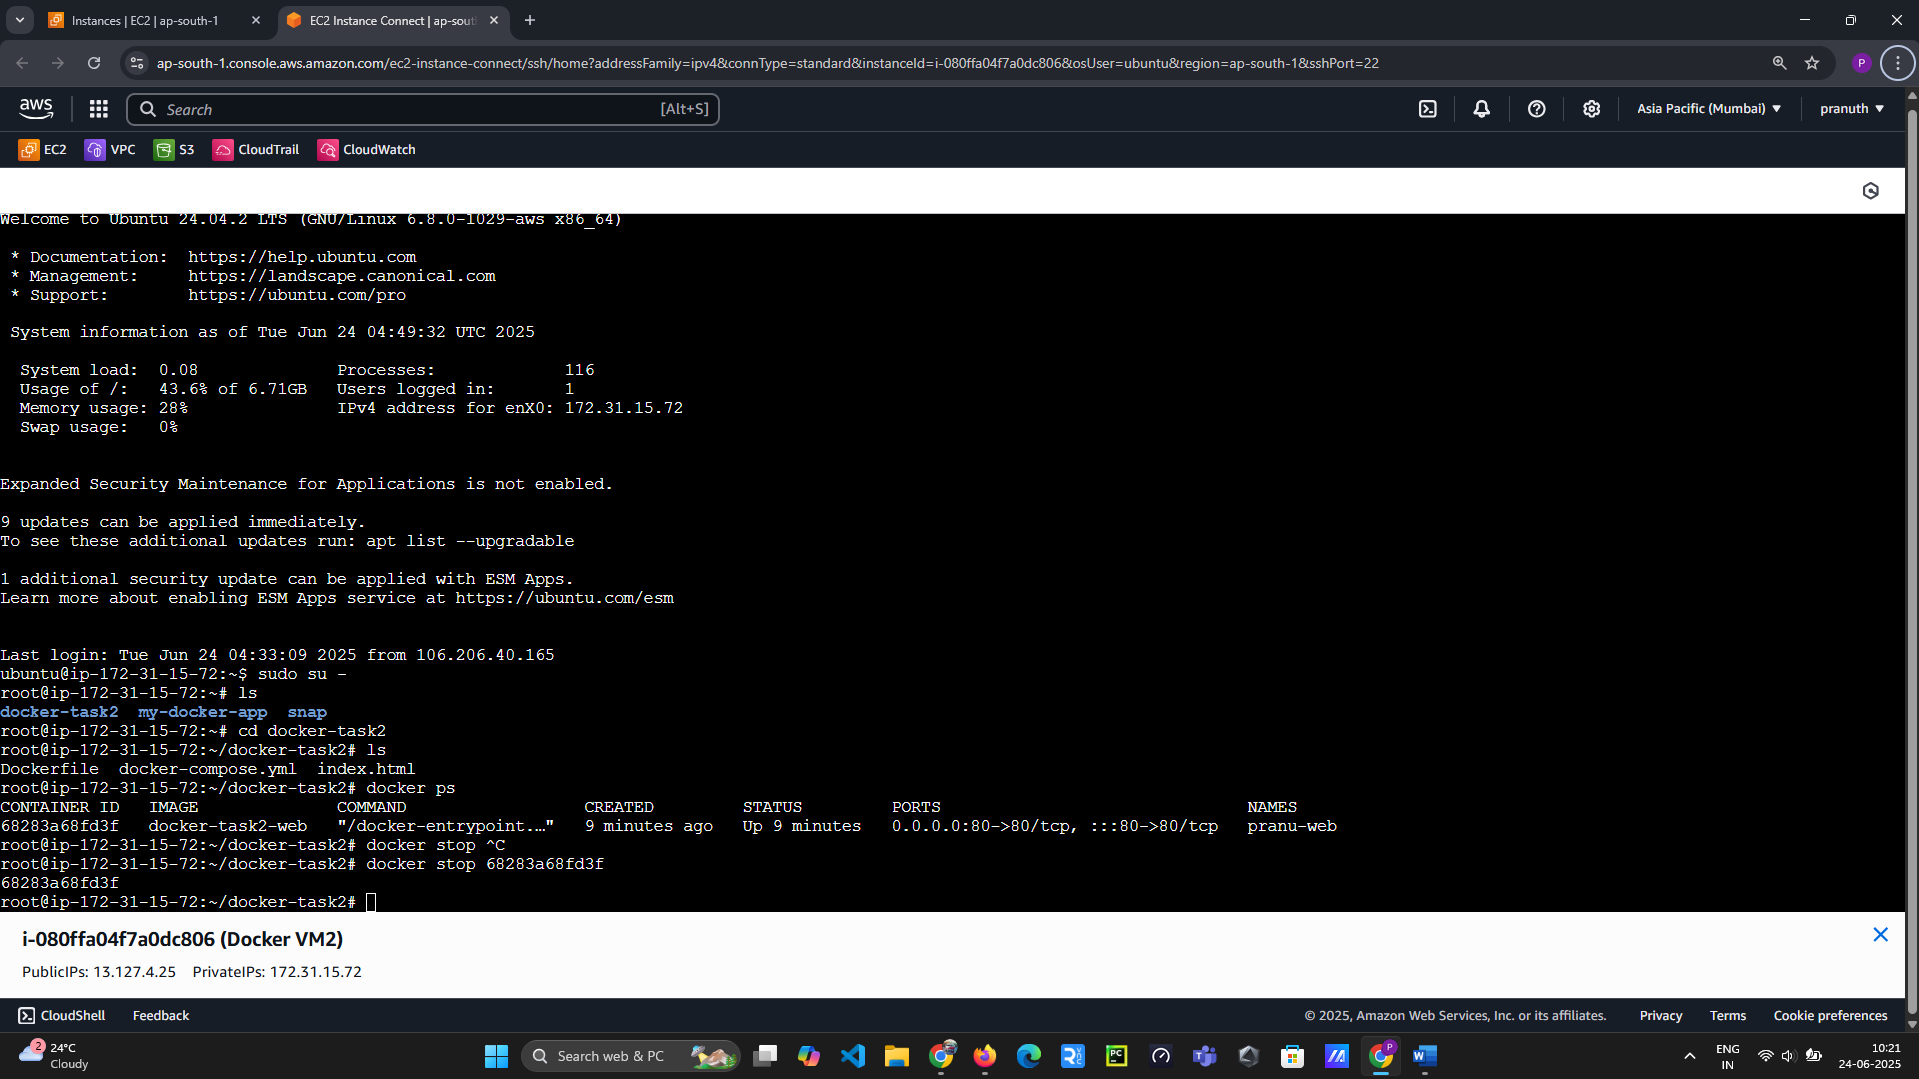 Instances | EC2 | ap-south-1
EC2 Instance Connect | ap-sout
ap-south-1.console.aws.amazon.com/ec2-instance-connect/ssh/home?addressFamily=ipv4&connType=standard&instanceId=i-080ffa04f7a0dc806&osUser=ubuntu&region=ap-south-1&sshPort=22
P
aws Search [Alt+S] Asia Pacific (Mumbai) pranuth
EC2 VPC S3 CloudTrail CloudWatch
Welcome to Ubuntu 24.04.2 LTS (GNU/Linux 6.8.0-1029-aws x86_64)
* Documentation: https://help.ubuntu.com
* Management: https://landscape.canonical.com
* Support: https://ubuntu.com/pro
System information as of Tue Jun 24 04:49:32 UTC 2025
System load: 0.08 Processes: 116
Usage of /: 43.6% of 6.71GB Users logged in: 1
Memory usage: 28% IPv4 address for enX0: 172.31.15.72
Swap usage: 0%
Expanded Security Maintenance for Applications is not enabled.
9 updates can be applied immediately.
To see these additional updates run: apt list --upgradable
1 additional security update can be applied with ESM Apps.
Learn more about enabling ESM Apps service at https://ubuntu.com/esm
Last login: Tue Jun 24 04:33:09 2025 from 106.206.40.165
ubuntu@ip-172-31-15-72:~$ sudo su -
root@ip-172-31-15-72:~# ls
docker-task2 my-docker-app snap
root@ip-172-31-15-72:~# cd docker-task2
root@ip-172-31-15-72:~/docker-task2# ls
Dockerfile docker-compose.yml index.html
root@ip-172-31-15-72:~/docker-task2# docker ps
CONTAINER ID IMAGE COMMAND CREATED STATUS PORTS NAMES
68283a68fd3f docker-task2-web "/docker-entrypoint.…" 9 minutes ago Up 9 minutes 0.0.0.0:80->80/tcp, :::80->80/tcp pranu-web
root@ip-172-31-15-72:~/docker-task2# docker stop ^C
root@ip-172-31-15-72:~/docker-task2# docker stop 68283a68fd3f
68283a68fd3f
root@ip-172-31-15-72:~/docker-task2#
i-080ffa04f7a0dc806 (Docker VM2)
PublicIPs: 13.127.4.25 PrivateIPs: 172.31.15.72
CloudShell Feedback © 2025, Amazon Web Services, Inc. or its affiliates. Privacy Terms Cookie preferences
2
24°C
Cloudy
Search web & PC
ENG
IN
10:21
24-06-2025